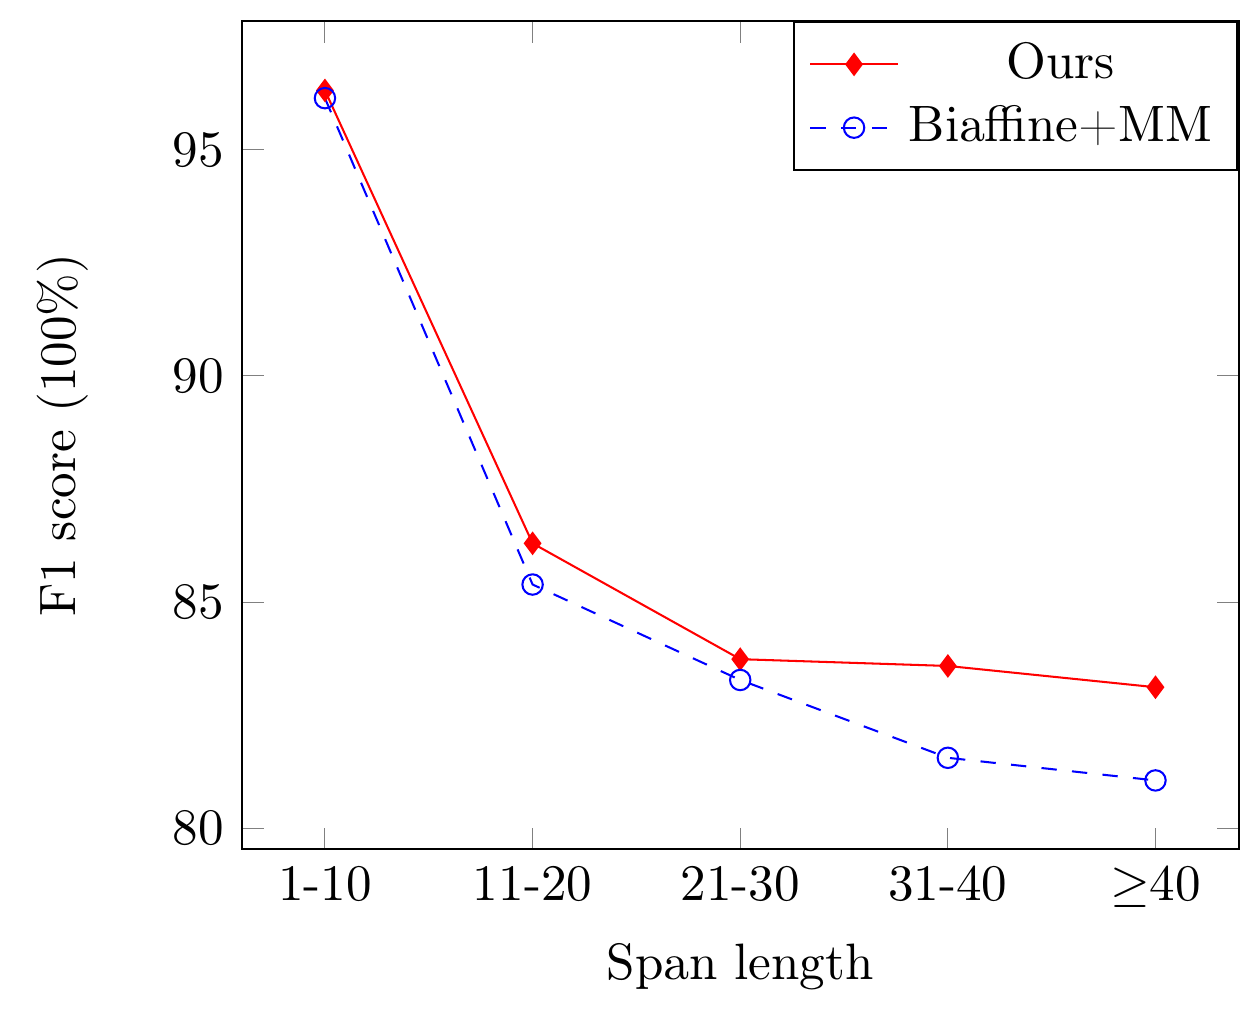 Ours
Biaffine+MM
95
90
85
80
F1 score (100%)
1-10 11-20 21-30 31-40 ≥40
Span length